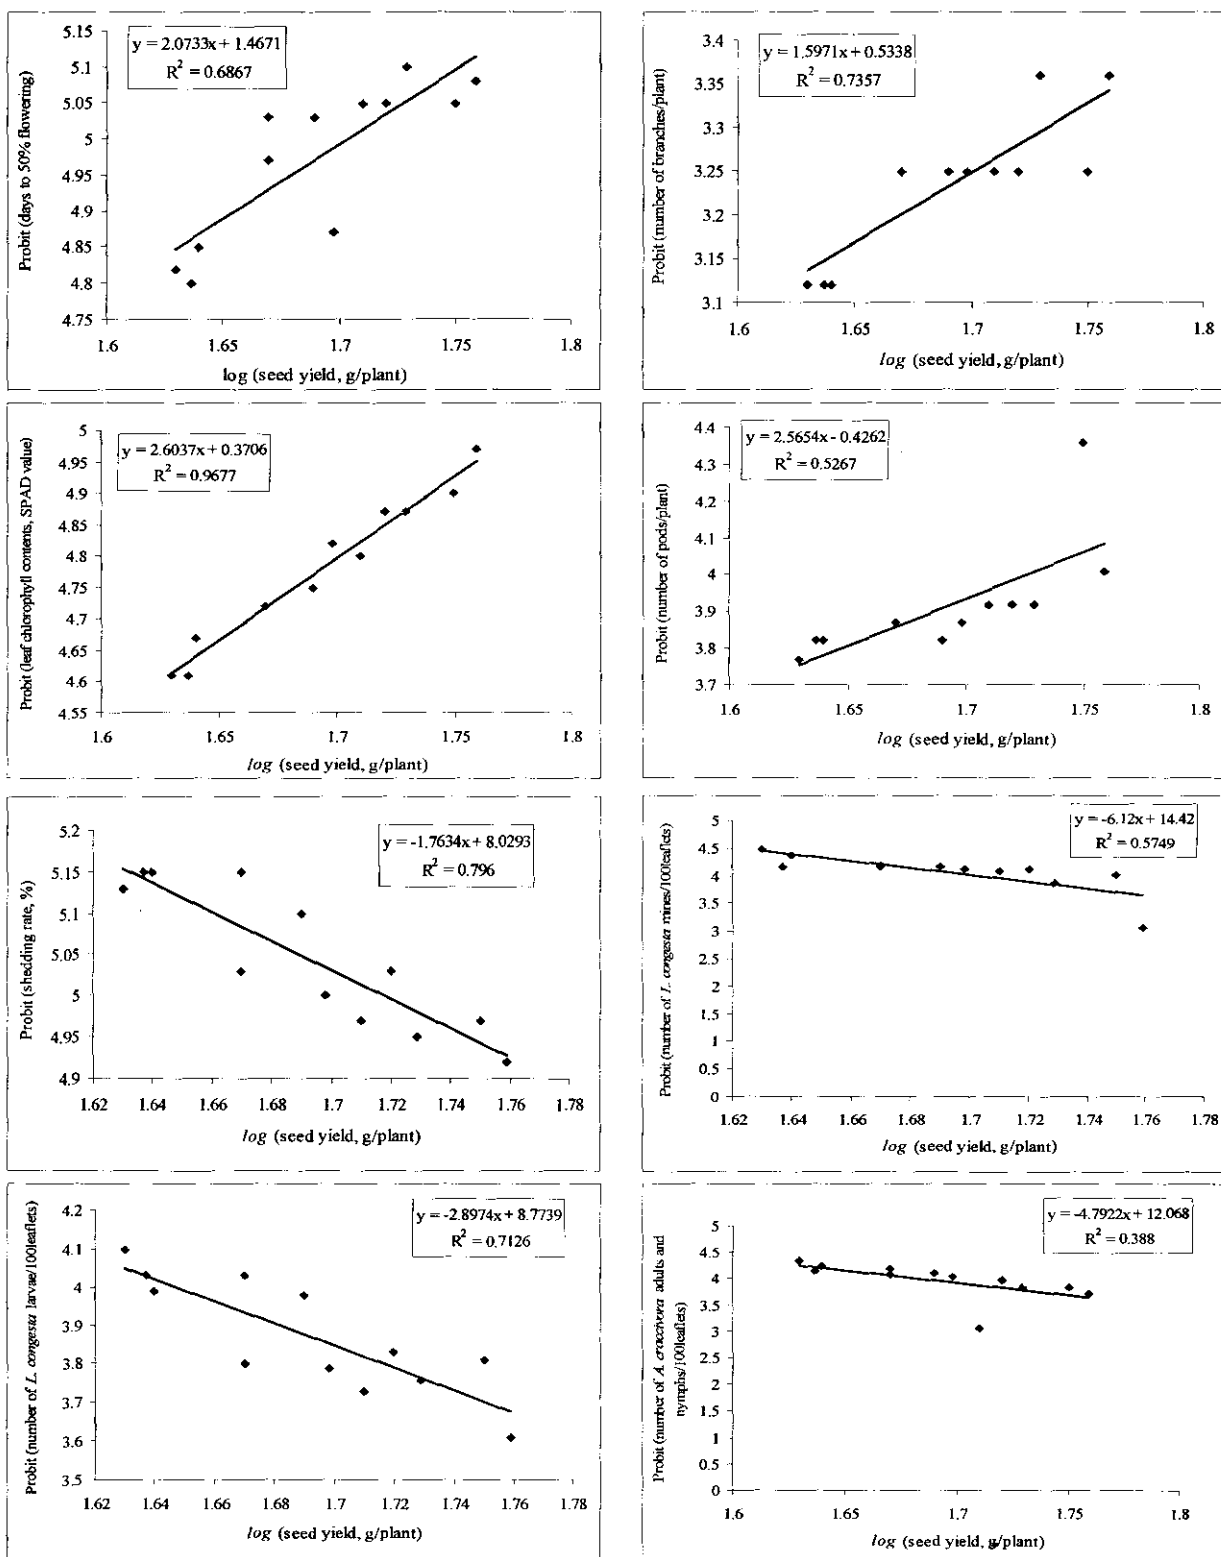 y = 2.0733x + 1.4671
R² = 0.6867
Probit (days to 50% flowering)
5.15
5.1
5.05
5
4.95
4.9
4.85
4.8
4.75
1.6 1.65 1.7 1.75 1.8
log (seed yield, g/plant)
y = 1.5971x + 0.5338
R² = 0.7357
Probit (number of branches/plant)
3.4
3.35
3.3
3.25
3.2
3.15
3.1
1.6 1.65 1.7 1.75 1.8
log (seed yield, g/plant)
y = 2.6037x + 0.3706
R² = 0.9677
Probit (leaf chlorophyll contents, SPAD value)
5
4.95
4.9
4.85
4.8
4.75
4.7
4.65
4.6
4.55
1.6 1.65 1.7 1.75 1.8
log (seed yield, g/plant)
y = 2.5654x - 0.4262
R² = 0.5267
Probit (number of pods/plant)
4.4
4.3
4.2
4.1
4
3.9
3.8
3.7
1.6 1.65 1.7 1.75 1.8
log (seed yield, g/plant)
y = -1.7634x + 8.0293
R² = 0.796
Probit (shedding rate, %)
5.2
5.15
5.1
5.05
5
4.95
4.9
1.62 1.64 1.66 1.68 1.7 1.72 1.74 1.76 1.78
log (seed yield, g/plant)
y = -6.12x + 14.42
R² = 0.5749
Probit (number of L. congesta mines/100leaflets)
5
4.5
4
3.5
3
2.5
2
1.5
1
0.5
0
1.62 1.64 1.66 1.68 1.7 1.72 1.74 1.76 1.78
log (seed yield, g/plant)
y = -2.8974x + 8.7739
R² = 0.7126
Probit (number of L. congesta larvae/100leaflets)
4.2
4.1
4
3.9
3.8
3.7
3.6
3.5
1.62 1.64 1.66 1.68 1.7 1.72 1.74 1.76 1.78
log (seed yield, g/plant)
y = -4.7922x + 12.068
R² = 0.388
Probit (number of A. craccivora adults and
nymphs/100leaflets)
5
4.5
4
3.5
3
2.5
2
1.5
1
0.5
0
1.6 1.65 1.7 1.75 1.8
log (seed yield, g/plant)